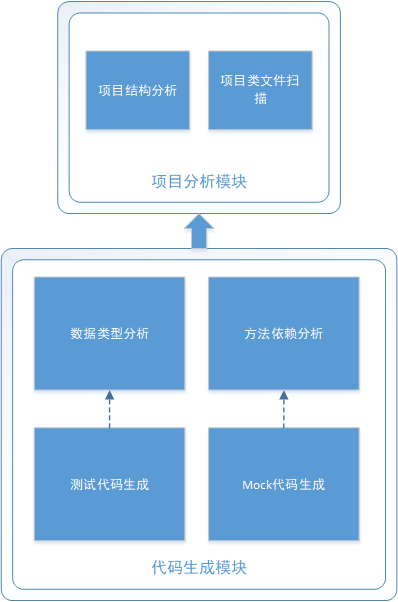 项目结构分析
项目类文件扫
描
项目分析模块
数据类型分析
方法依赖分析
测试代码生成
Mock代码生成
代码生成模块